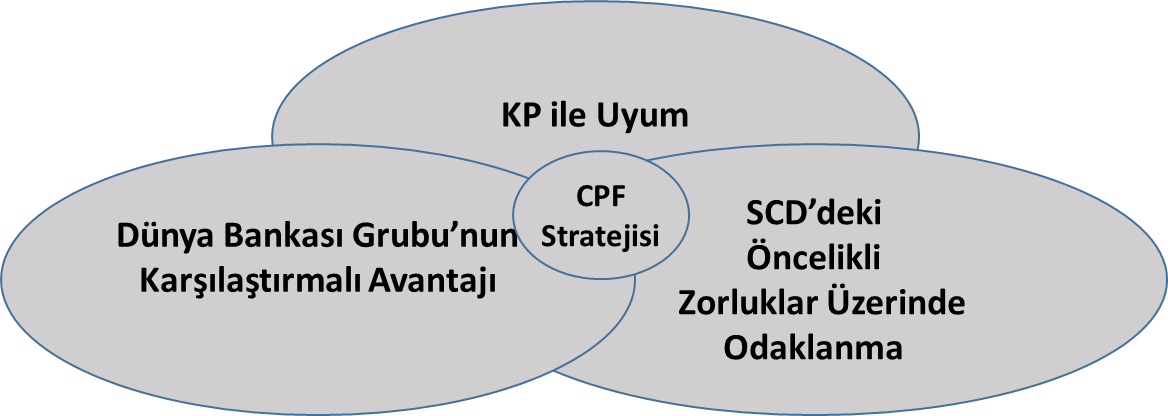 KP ile Uyum
CPF
Stratejisi
Dünya Bankası Grubu’nun
Karşılaştırmalı Avantajı
SCD’deki
Öncelikli
Zorluklar Üzerinde
Odaklanma